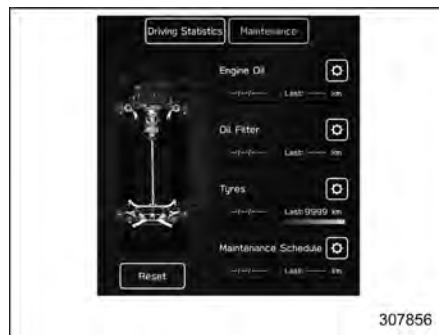 Driving Statistics Maintenance
Engine Oil
--/--/---- Last: ----- km
Oil Filter
--/--/---- Last: ----- km
Tyres
--/--/---- Last: 9999 km
Maintenance Schedule
--/--/---- Last: ----- km
Reset
307856